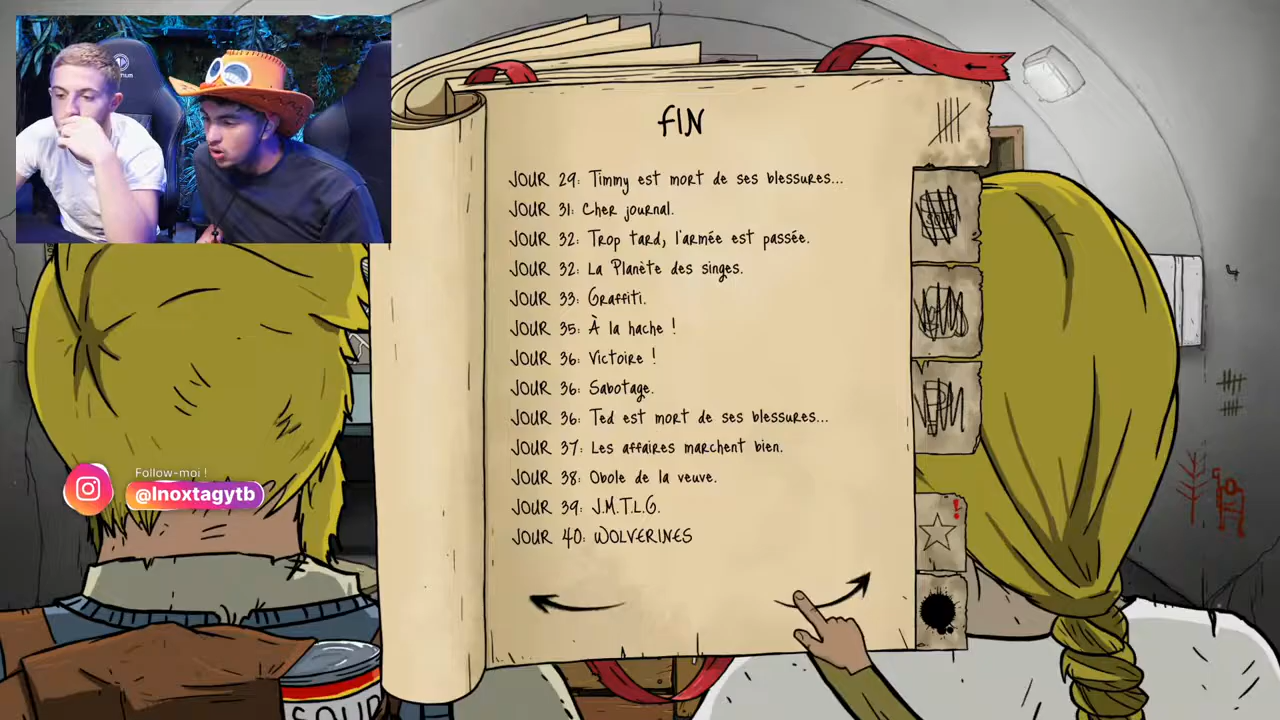 FIN
JOUR 29: Timmy est mort de ses blessures...
JOUR 31: Cher journal.
JOUR 32: Trop tard, l'armée est passée.
JOUR 32: La Planète des singes.
JOUR 33: Graffiti.
JOUR 35: À la hache !
JOUR 36: Victoire !
JOUR 36: Sabotage.
JOUR 36: Ted est mort de ses blessures...
JOUR 37: Les affaires marchent bien.
JOUR 38: Obole de la veuve.
JOUR 39: J.M.T.L.G.
JOUR 40: WOLVERINES
Follow-moi !
@Inoxtagytb
SOUP
!